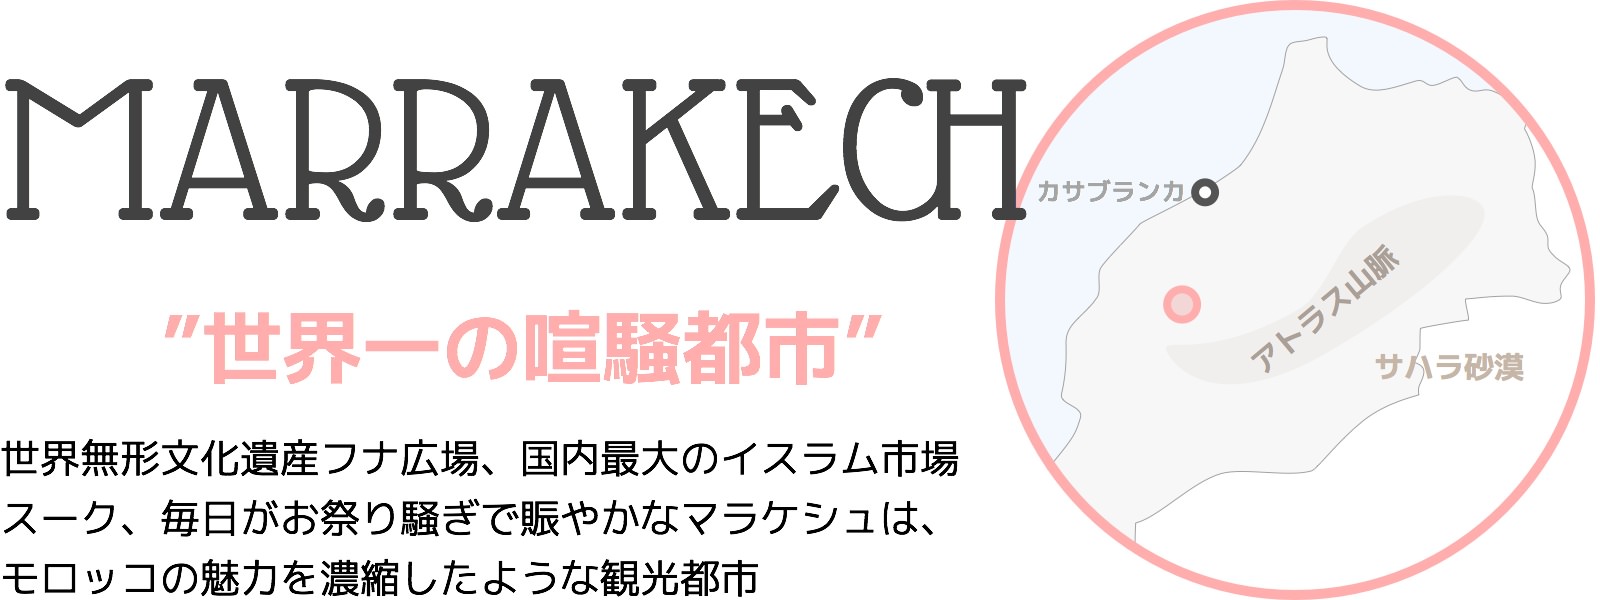 MARRAKECH
”世界一の喧騒都市”
世界無形文化遺産フナ広場、国内最大のイスラム市場
スーク、毎日がお祭り騒ぎで賑やかなマラケシュは、
モロッコの魅力を濃縮したような観光都市
カサブランカ
アトラス山脈
サハラ砂漠